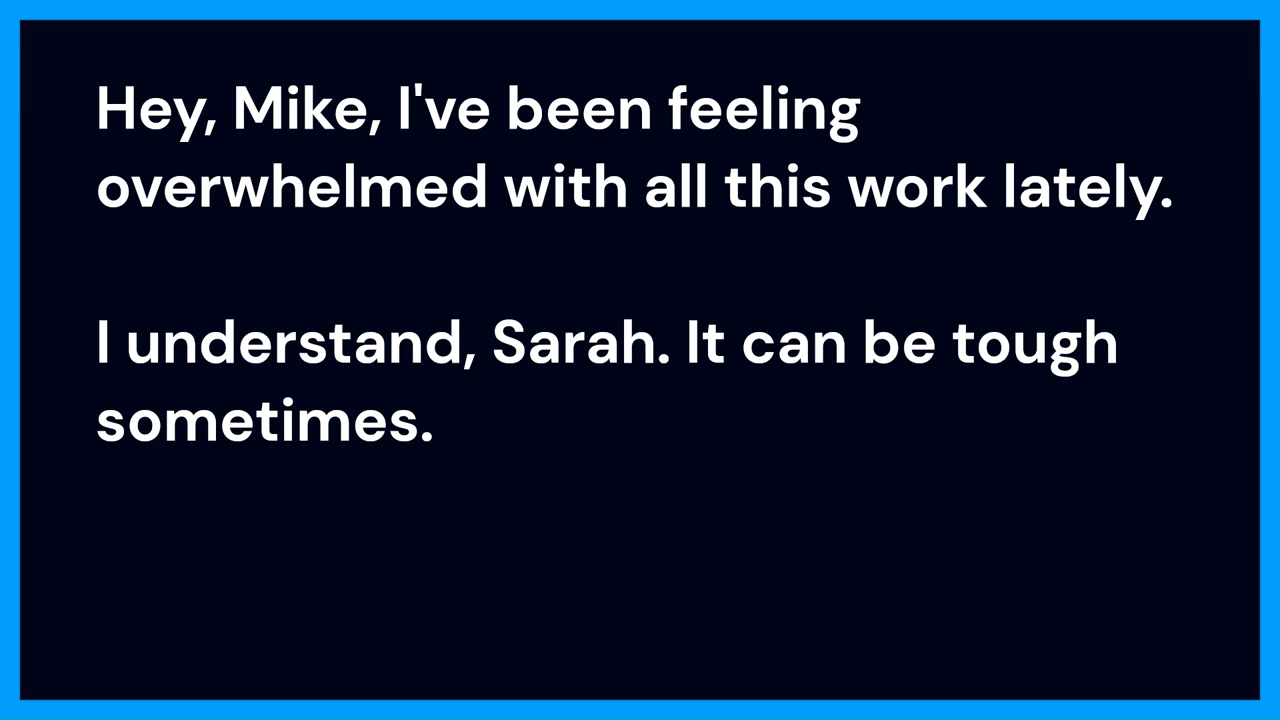 Hey, Mike, I've been feeling
overwhelmed with all this work lately.
I understand, Sarah. It can be tough
sometimes.